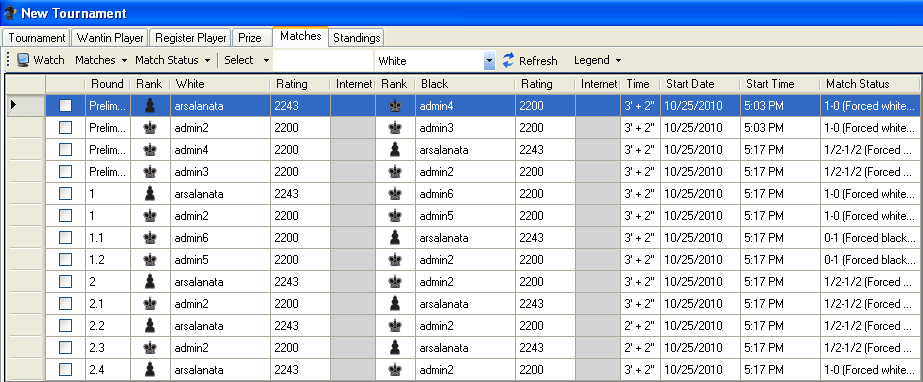 New Tournament
Tournament Wantin Player Register Player Prize Matches Standings
Watch Matches Match Status Select White Refresh Legend
Round Rank White Rating Internet Rank Black Rating Internet Time Start Date Start Time Match Status
Prelim... arsalanata 2243 admin4 2200 3' + 2" 10/25/2010 5:03 PM 1-0 (Forced white...
Prelim... admin2 2200 admin3 2200 3' + 2" 10/25/2010 5:03 PM 1-0 (Forced white...
Prelim... admin4 2200 arsalanata 2243 3' + 2" 10/25/2010 5:17 PM 1/2-1/2 (Forced ...
Prelim... admin3 2200 admin2 2200 3' + 2" 10/25/2010 5:17 PM 1/2-1/2 (Forced ...
1 arsalanata 2243 admin6 2200 3' + 2" 10/25/2010 5:17 PM 1-0 (Forced white...
1 admin2 2200 admin5 2200 3' + 2" 10/25/2010 5:17 PM 1-0 (Forced white...
1.1 admin6 2200 arsalanata 2243 3' + 2" 10/25/2010 5:17 PM 0-1 (Forced black...
1.2 admin5 2200 admin2 2200 3' + 2" 10/25/2010 5:17 PM 0-1 (Forced black...
2 arsalanata 2243 admin2 2200 3' + 2" 10/25/2010 5:17 PM 1/2-1/2 (Forced ...
2.1 admin2 2200 arsalanata 2243 3' + 2" 10/25/2010 5:17 PM 1/2-1/2 (Forced ...
2.2 arsalanata 2243 admin2 2200 2' + 2" 10/25/2010 5:17 PM 1/2-1/2 (Forced ...
2.3 admin2 2200 arsalanata 2243 2' + 2" 10/25/2010 5:17 PM 1/2-1/2 (Forced ...
2.4 arsalanata 2243 admin2 2200 3' + 2" 10/25/2010 5:17 PM 1-0 (Forced white...